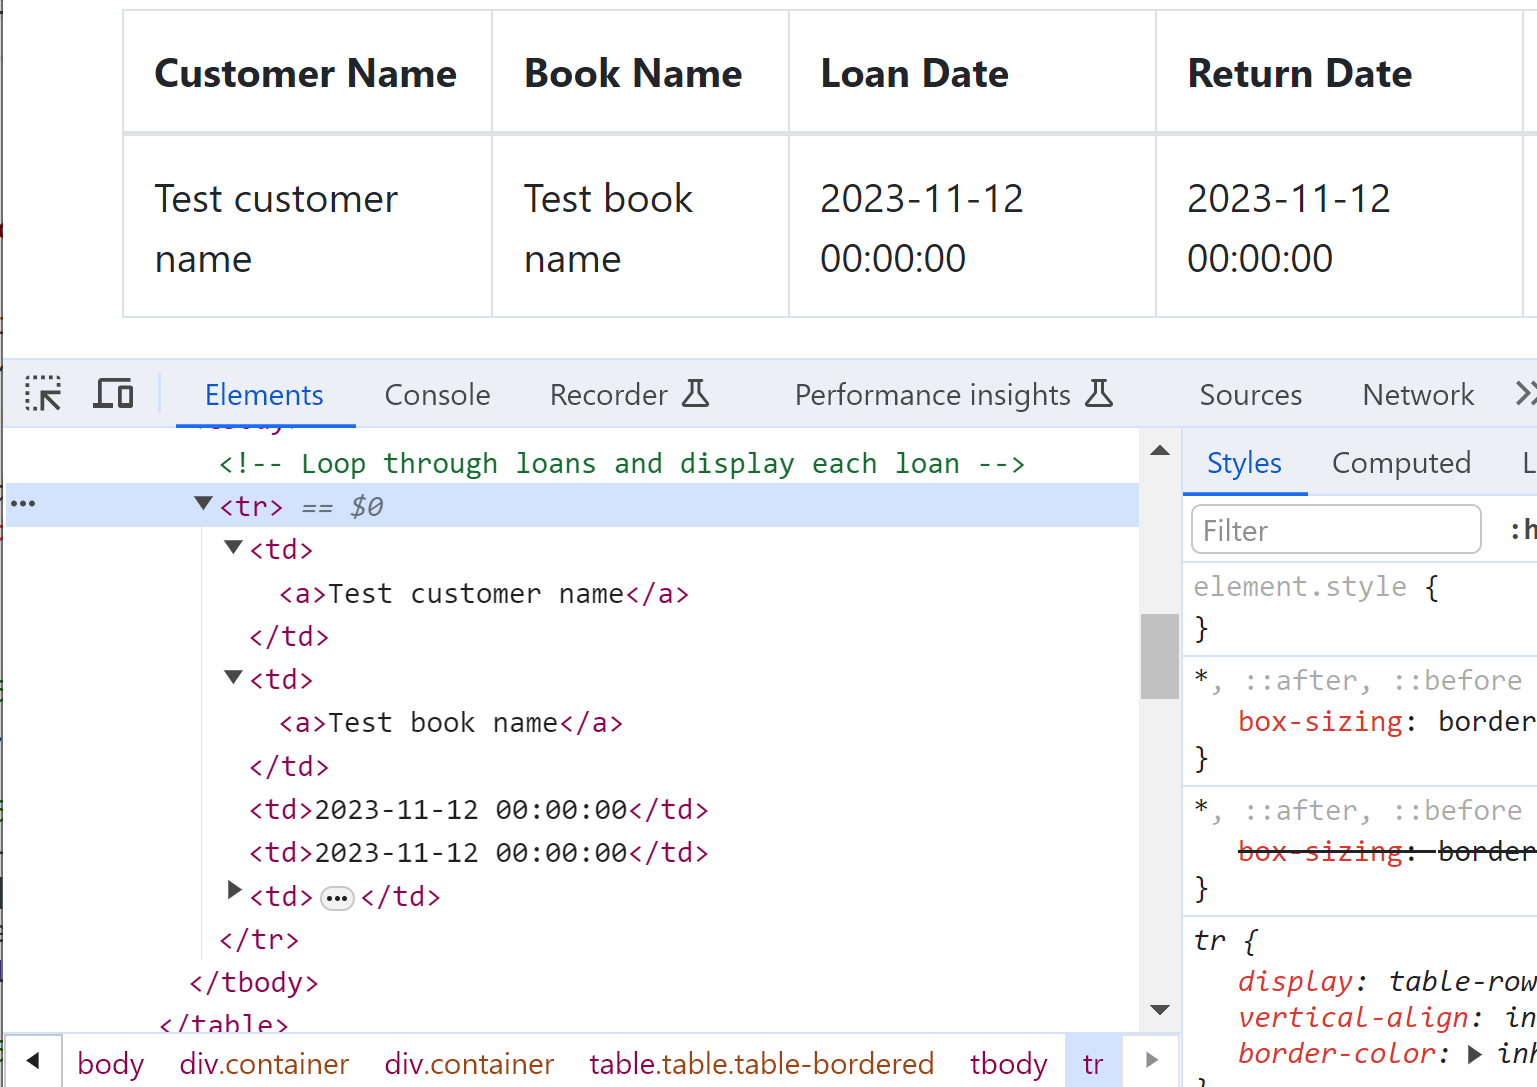 Customer Name Book Name Loan Date Return Date
Test customer name Test book name 2023-11-12 00:00:00 2023-11-12 00:00:00
Elements Console Recorder Performance insights Sources Network
<!-- Loop through loans and display each loan -->
<tr> == $0
<td>
<a>Test customer name</a>
</td>
<td>
<a>Test book name</a>
</td>
<td>2023-11-12 00:00:00</td>
<td>2023-11-12 00:00:00</td>
<td>…</td>
</tr>
</tbody>
</table>
body div.container div.container table.table.table-bordered tbody tr
Styles Computed L
Filter :h
element.style {
}
*, ::after, ::before
box-sizing: border
}
*, ::after, ::before
box-sizing: border
}
tr {
display: table-row
vertical-align: in
border-color: ▶ inh